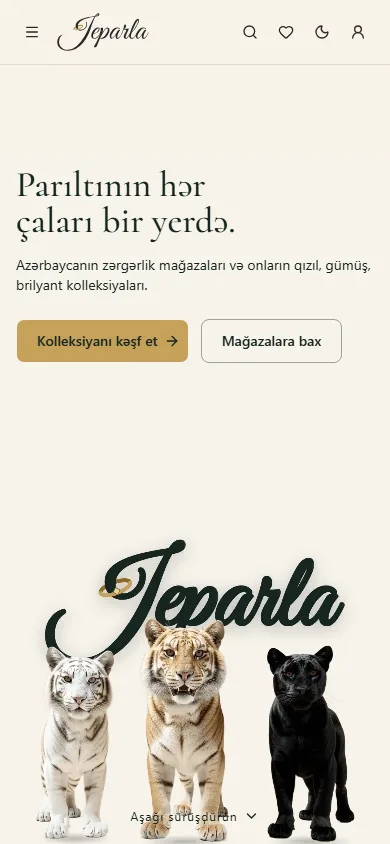 Jeparla
Parıltının hər
çaları bir yerdə.
Azərbaycanın zərgərlik mağazaları və onların qızıl, gümüş,
brilyant kolleksiyaları.
Kolleksiyanı kəşf et →
Mağazalara bax
Jeparla
Aşağı sürüşdürün